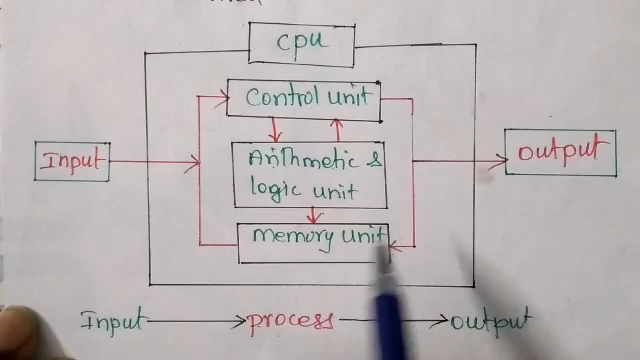 CPU
Control unit
Arithmetic &
logic unit
memory unit
Input
output
Input process output